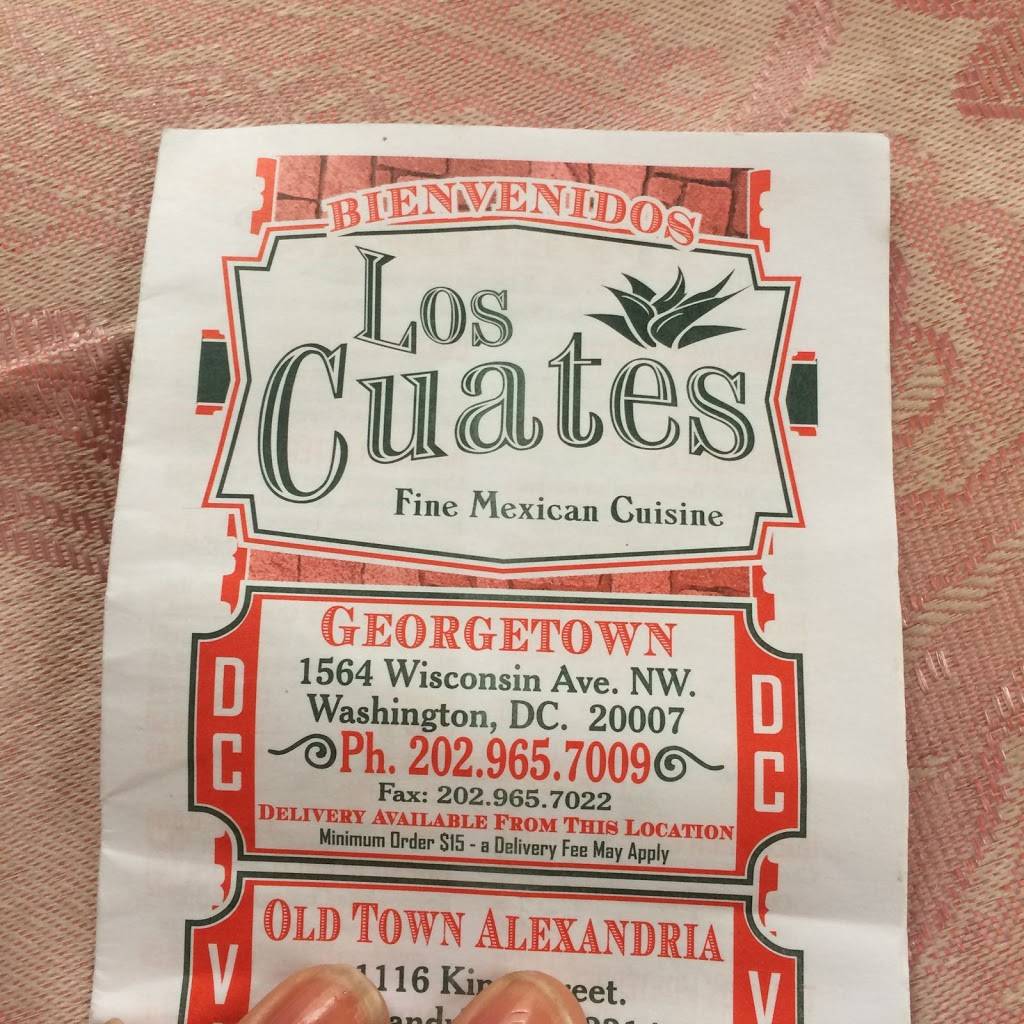 BIENVENIDOS
Los
Cuates
Fine Mexican Cuisine
GEORGETOWN
DC
1564 Wisconsin Ave. NW.
Washington, DC. 20007
Ph. 202.965.7009
Fax: 202.965.7022
DELIVERY AVAILABLE FROM THIS LOCATION
Minimum Order $15 - a Delivery Fee May Apply
DC
OLD TOWN ALEXANDRIA
V
1116
V